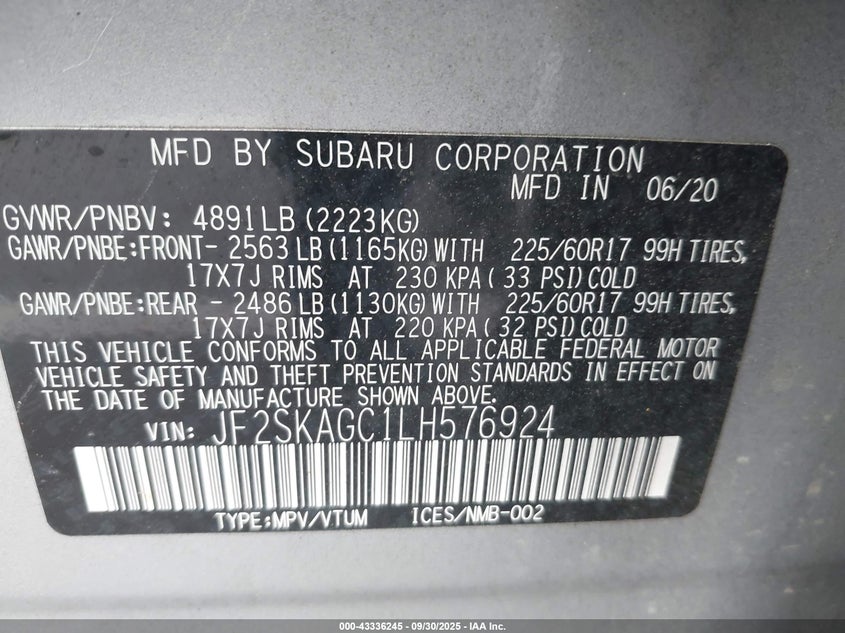 MFD BY SUBARU CORPORATION
MFD IN 06/20
GVWR/PNBV: 4891LB (2223KG)
GAWR/PNBE:FRONT- 2563 LB (1165KG) WITH 225/60R17 99H TIRES,
17X7J RIMS AT 230 KPA ( 33 PSI) COLD
GAWR/PNBE:REAR - 2486 LB (1130KG) WITH 225/60R17 99H TIRES,
17X7J RIMS AT 220 KPA ( 32 PSI) COLD
THIS VEHICLE CONFORMS TO ALL APPLICABLE FEDERAL MOTOR
VEHICLE SAFETY AND THEFT PREVENTION STANDARDS IN EFFECT ON
THE DATE OF MANUFACTURE SHOWN ABOVE.
VIN: JF2SKAGC1LH576924
TYPE:MPV/VTUM ICES/NMB-002
000-43336245 - 09/30/2025 - IAA Inc.